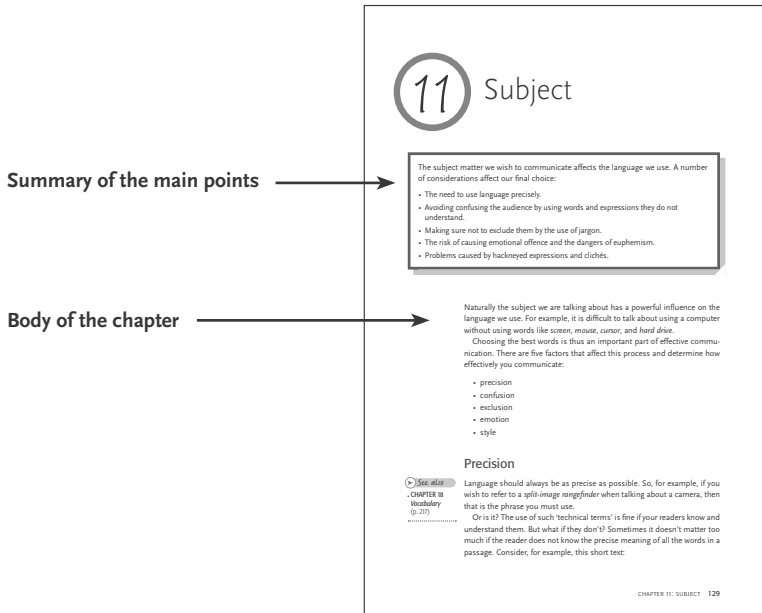 11 Subject
Summary of the main points
The subject matter we wish to communicate affects the language we use. A number
of considerations affect our final choice:
• The need to use language precisely.
• Avoiding confusing the audience by using words and expressions they do not
understand.
• Making sure not to exclude them by the use of jargon.
• The risk of causing emotional offence and the dangers of euphemism.
• Problems caused by hackneyed expressions and clichés.
Body of the chapter
Naturally the subject we are talking about has a powerful influence on the
language we use. For example, it is difficult to talk about using a computer
without using words like screen, mouse, cursor, and hard drive.
Choosing the best words is thus an important part of effective commu-
nication. There are five factors that affect this process and determine how
effectively you communicate:
• precision
• confusion
• exclusion
• emotion
• style
Precision
See also
. CHAPTER 18
Vocabulary
(p. 217)
Language should always be as precise as possible. So, for example, if you
wish to refer to a split-image rangefinder when talking about a camera, then
that is the phrase you must use.
Or is it? The use of such ‘technical terms’ is fine if your readers know and
understand them. But what if they don’t? Sometimes it doesn’t matter too
much if the reader does not know the precise meaning of all the words in a
passage. Consider, for example, this short text:
CHAPTER 11: SUBJECT 129